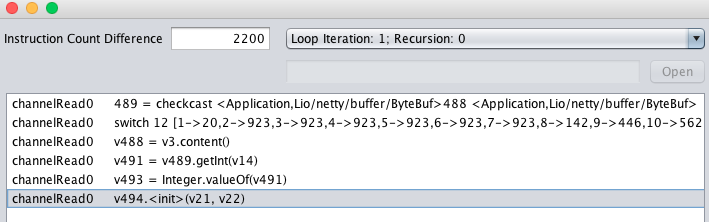 Instruction Count Difference 2200 Loop Iteration: 1; Recursion: 0
Open
channelRead0 489 = checkcast <Application,Lio/netty/buffer/ByteBuf>488 <Application,Lio/netty/buffer/ByteBuf>
channelRead0 switch 12 [1->20,2->923,3->923,4->923,5->923,6->923,7->923,8->142,9->446,10->562
channelRead0 v488 = v3.content()
channelRead0 v491 = v489.getInt(v14)
channelRead0 v493 = Integer.valueOf(v491)
channelRead0 v494.<init>(v21, v22)